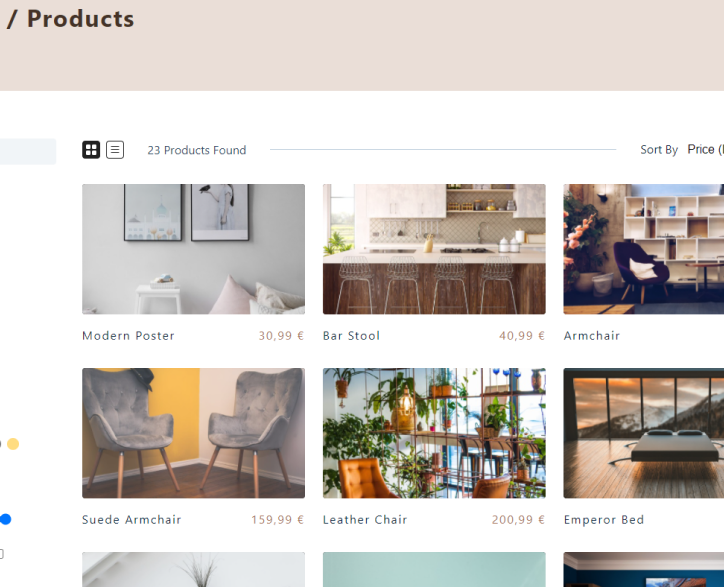 / Products
23 Products Found
Sort By Price (
Modern Poster 30,99 €
Bar Stool 40,99 €
Armchair
Suede Armchair 159,99 €
Leather Chair 200,99 €
Emperor Bed